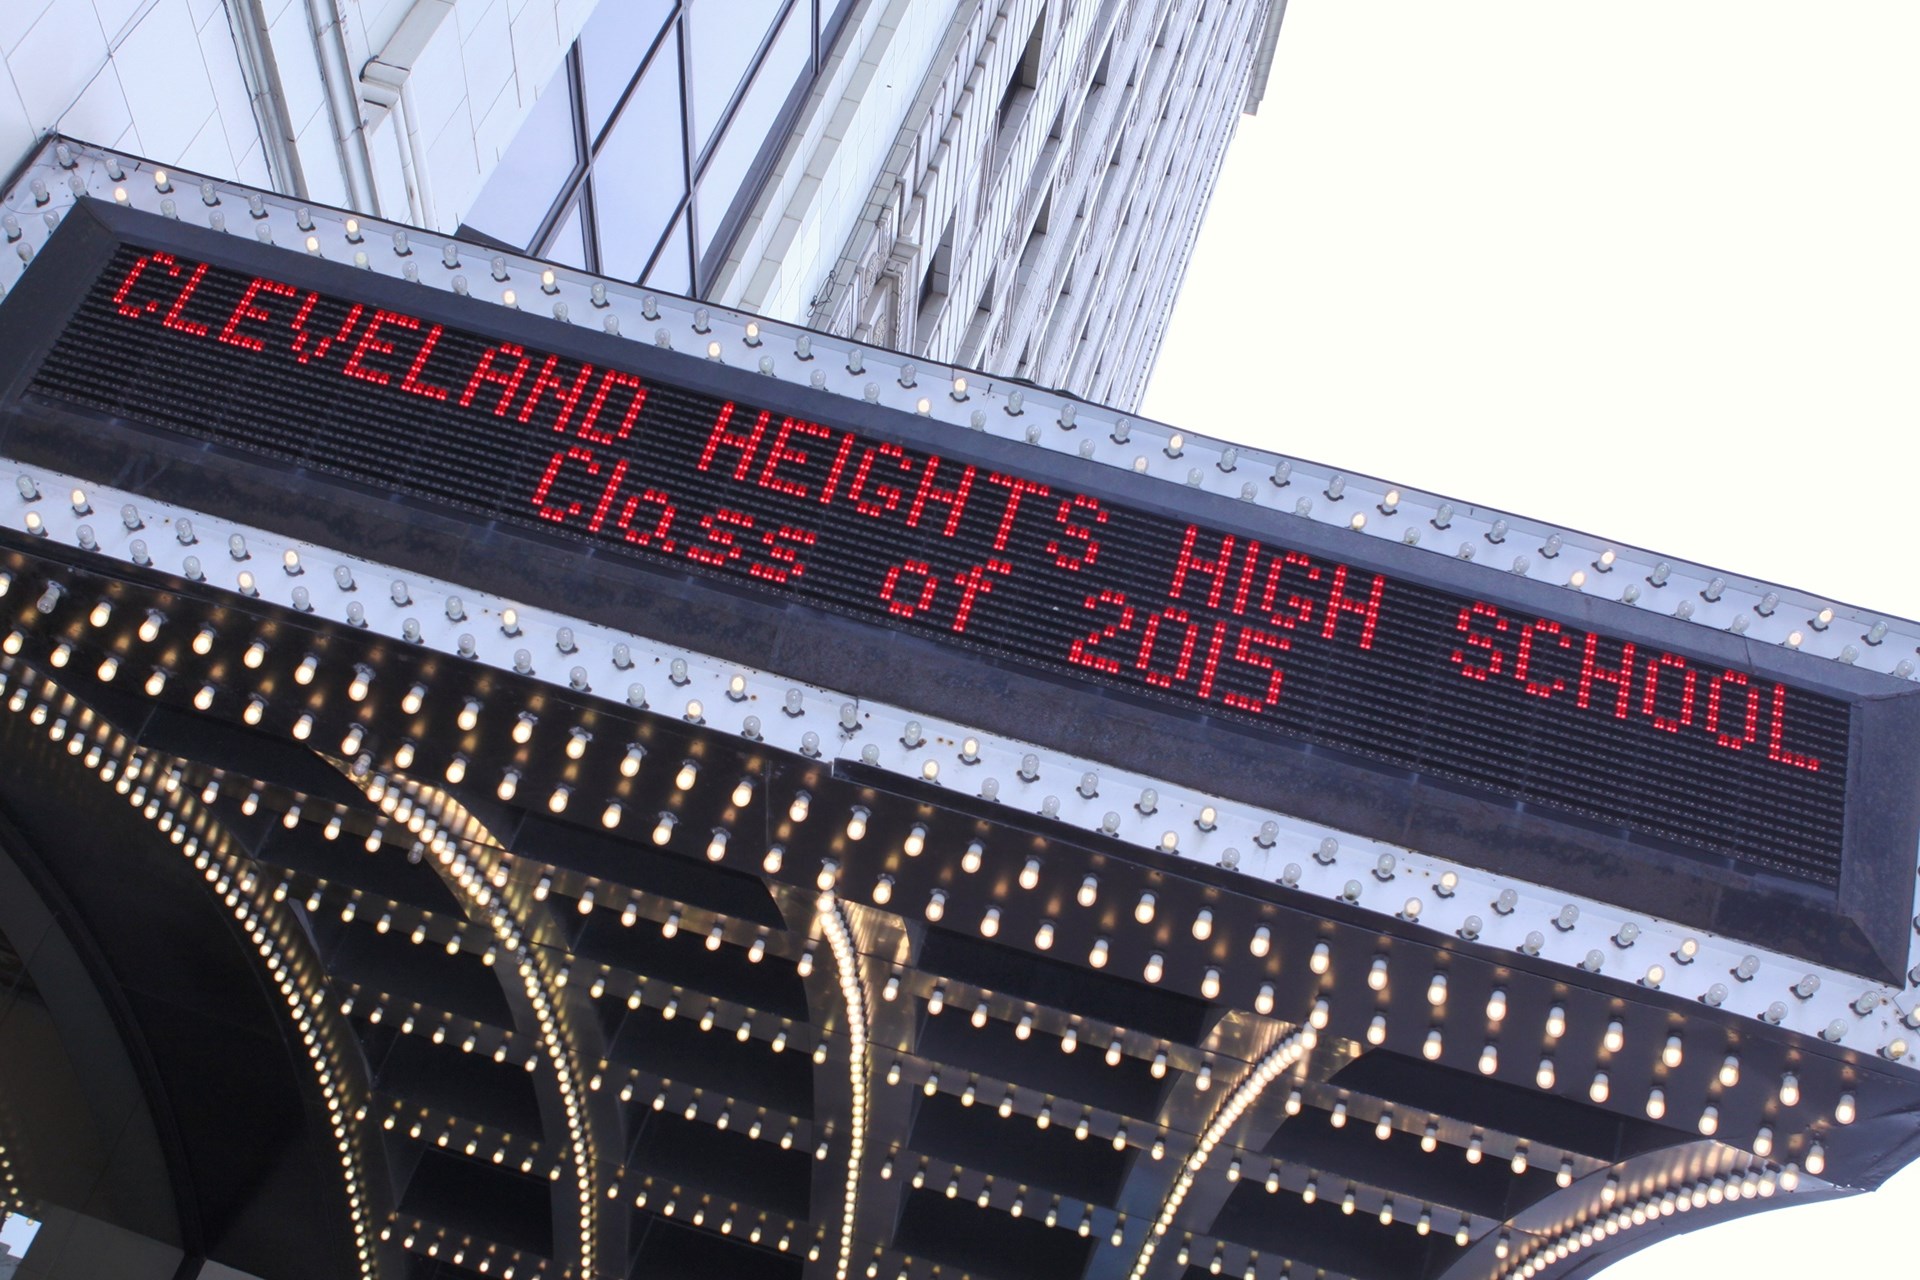 CLEVELAND HEIGHTS HIGH SCHOOL
Class of 2015